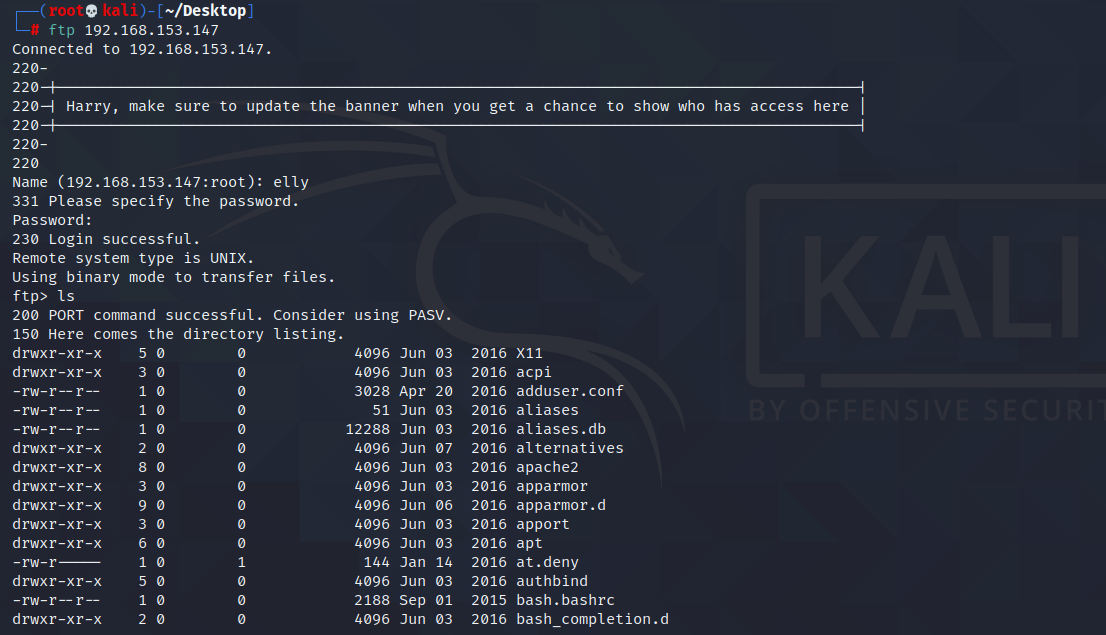 ┌──(root💀kali)-[~/Desktop]
└─# ftp 192.168.153.147
Connected to 192.168.153.147.
220-
220-|-----------------------------------------------------------------------------------------|
220-| Harry, make sure to update the banner when you get a chance to show who has access here |
220-|-----------------------------------------------------------------------------------------|
220-
220
Name (192.168.153.147:root): elly
331 Please specify the password.
Password:
230 Login successful.
Remote system type is UNIX.
Using binary mode to transfer files.
ftp> ls
200 PORT command successful. Consider using PASV.
150 Here comes the directory listing.
drwxr-xr-x    5 0        0            4096 Jun 03  2016 X11
drwxr-xr-x    3 0        0            4096 Jun 03  2016 acpi
-rw-r--r--    1 0        0            3028 Apr 20  2016 adduser.conf
-rw-r--r--    1 0        0              51 Jun 03  2016 aliases
-rw-r--r--    1 0        0           12288 Jun 03  2016 aliases.db
drwxr-xr-x    2 0        0            4096 Jun 07  2016 alternatives
drwxr-xr-x    8 0        0            4096 Jun 03  2016 apache2
drwxr-xr-x    3 0        0            4096 Jun 03  2016 apparmor
drwxr-xr-x    9 0        0            4096 Jun 06  2016 apparmor.d
drwxr-xr-x    3 0        0            4096 Jun 03  2016 apport
drwxr-xr-x    6 0        0            4096 Jun 03  2016 apt
-rw-r-----    1 0        1             144 Jan 14  2016 at.deny
drwxr-xr-x    5 0        0            4096 Jun 03  2016 authbind
-rw-r--r--    1 0        0            2188 Sep 01  2015 bash.bashrc
drwxr-xr-x    2 0        0            4096 Jun 03  2016 bash_completion.d
KALI
BY OFFENSIVE SECURIT